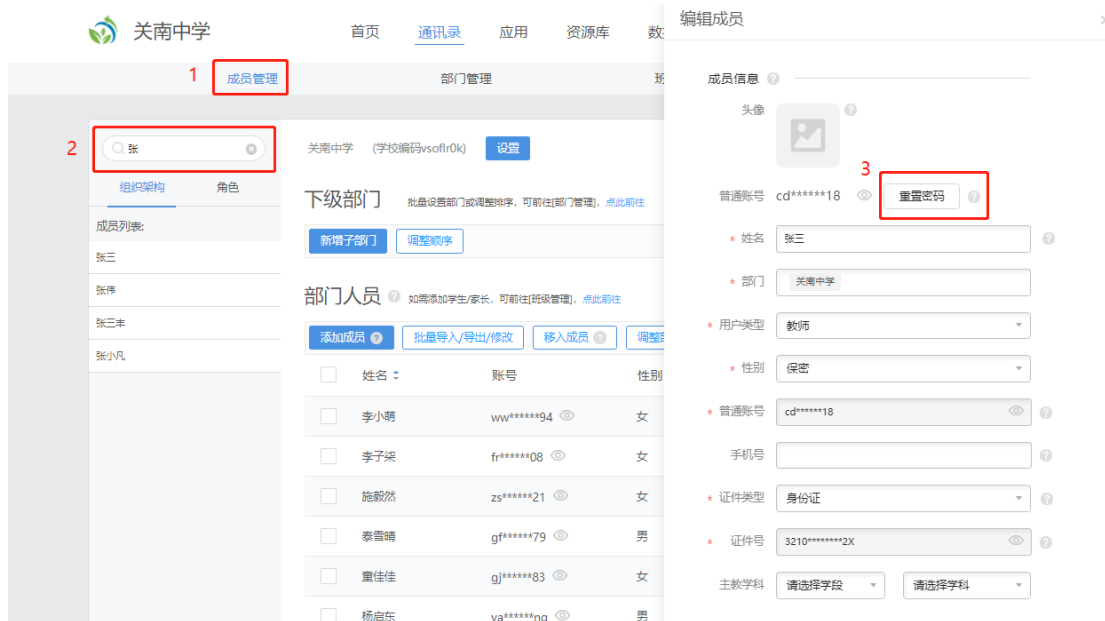 关南中学
首页 通讯录 应用 资源库
编辑成员
1 成员管理 部门管理
2 张
关南中学 (学校编码vsoflr0k) 设置
组织架构 角色
成员列表:
张三
张伟
张三丰
张小凡
下级部门 批量设置部门或调整排序，可前往[部门管理]，点此前往
新增子部门 调整顺序
部门人员 如需添加学生/家长，可前往[班级管理]，点此前往
添加成员 批量导入/导出/修改 移入成员
姓名 账号 性别
李小萌 ww******94 女
李子柒 fr******08 女
施毅然 zs******21 女
泰雪晴 gf******79 男
童佳佳 gj******83 女
杨启东 ya******ng 男
成员信息
头像
3
普通账号 cd******18 重置密码
* 姓名 张三
* 部门 关南中学
* 用户类型 教师
* 性别 保密
* 普通账号 cd******18
手机号
* 证件类型 身份证
* 证件号 3210********2X
主教学科 请选择学段 请选择学科